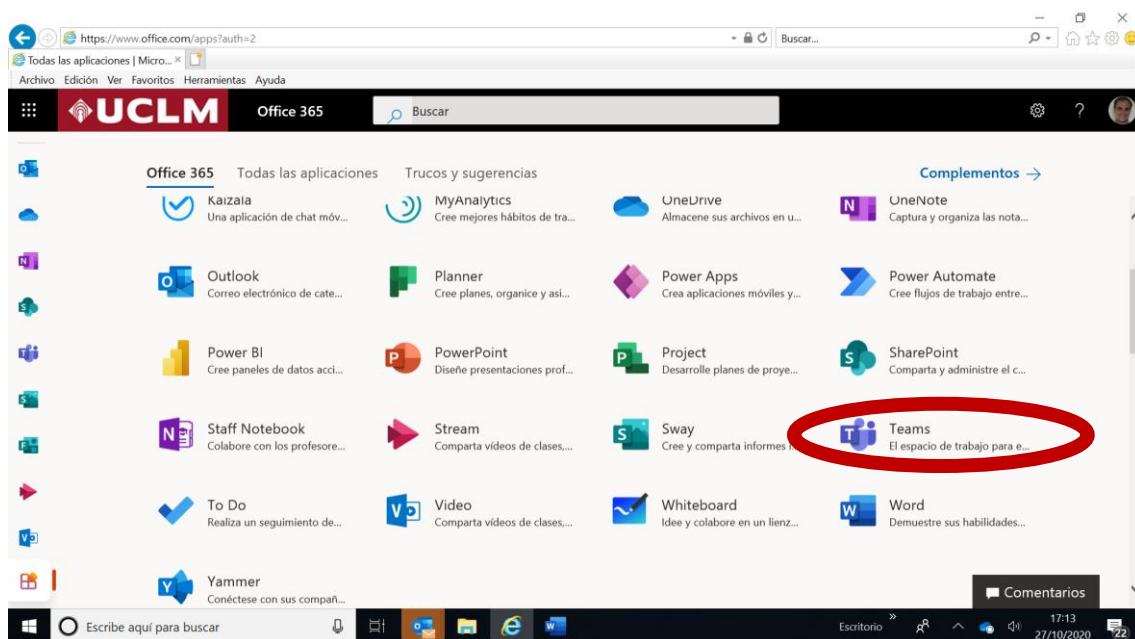 https://www.office.com/apps?auth=2
Buscar...
Todas las aplicaciones | Micro...
Archivo Edición Ver Favoritos Herramientas Ayuda
UCLM
Office 365
Buscar
Office 365 Todas las aplicaciones Trucos y sugerencias Complementos →
Kaizala MyAnalytics OneDrive OneNote
Una aplicación de chat móv... Cree mejores hábitos de tra... Almacene sus archivos en u... Captura y organiza las nota...
Outlook Planner Power Apps Power Automate
Correo electrónico de cate... Cree planes, organice y asi... Crea aplicaciones móviles y... Cree flujos de trabajo entre...
Power BI PowerPoint Project SharePoint
Cree paneles de datos acci... Diseñe presentaciones prof... Desarrolle planes de proye... Comparta y administre el c...
Staff Notebook Stream Sway Teams
Colabore con los profesore... Comparta vídeos de clases,... Cree y comparta informes El espacio de trabajo para e...
To Do Video Whiteboard Word
Realiza un seguimiento de... Comparta vídeos de clases,... Idee y colabore en un lienz... Demuestre sus habilidades...
Yammer
Conéctese con sus compañ...
Comentarios
Escribe aquí para buscar
Escritorio
17:13
27/10/2020
22